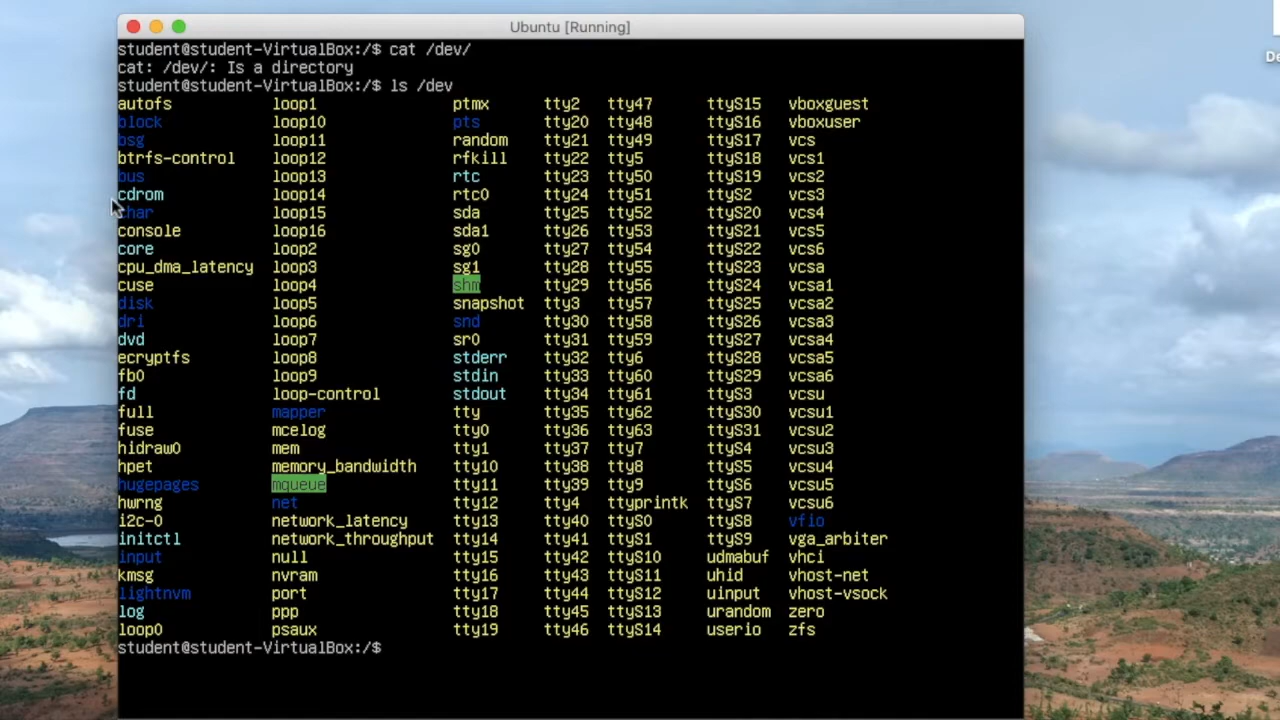 Ubuntu [Running]
De
student@student-VirtualBox:/$ cat /dev/
cat: /dev/: Is a directory
student@student-VirtualBox:/$ ls /dev
autofs loop1 ptmx tty2 tty47 ttyS15 vboxguest
block loop10 pts tty20 tty48 ttyS16 vboxuser
bsg loop11 random tty21 tty49 ttyS17 vcs
btrfs-control loop12 rfkill tty22 tty5 ttyS18 vcs1
bus loop13 rtc tty23 tty50 ttyS19 vcs2
cdrom loop14 rtc0 tty24 tty51 ttyS2 vcs3
char loop15 sda tty25 tty52 ttyS20 vcs4
console loop16 sda1 tty26 tty53 ttyS21 vcs5
core loop2 sg0 tty27 tty54 ttyS22 vcs6
cpu_dma_latency loop3 sg1 tty28 tty55 ttyS23 vcsa
cuse loop4 shm tty29 tty56 ttyS24 vcsa1
disk loop5 snapshot tty3 tty57 ttyS25 vcsa2
dri loop6 snd tty30 tty58 ttyS26 vcsa3
dvd loop7 sr0 tty31 tty59 ttyS27 vcsa4
ecryptfs loop8 stderr tty32 tty6 ttyS28 vcsa5
fb0 loop9 stdin tty33 tty60 ttyS29 vcsa6
fd loop-control stdout tty34 tty61 ttyS3 vcsu
full mapper tty tty35 tty62 ttyS30 vcsu1
fuse mcelog tty0 tty36 tty63 ttyS31 vcsu2
hidraw0 mem tty1 tty37 tty7 ttyS4 vcsu3
hpet memory_bandwidth tty10 tty38 tty8 ttyS5 vcsu4
hugepages mqueue tty11 tty39 tty9 ttyS6 vcsu5
hwrng net tty12 tty4 ttyprintk ttyS7 vcsu6
i2c-0 network_latency tty13 tty40 ttyS0 ttyS8 vfio
initctl network_throughput tty14 tty41 ttyS1 ttyS9 vga_arbiter
input null tty15 tty42 ttyS10 udmabuf vhci
kmsg nvram tty16 tty43 ttyS11 uhid vhost-net
lightnvm port tty17 tty44 ttyS12 uinput vhost-vsock
log ppp tty18 tty45 ttyS13 urandom zero
loop0 psaux tty19 tty46 ttyS14 userio zfs
student@student-VirtualBox:/$